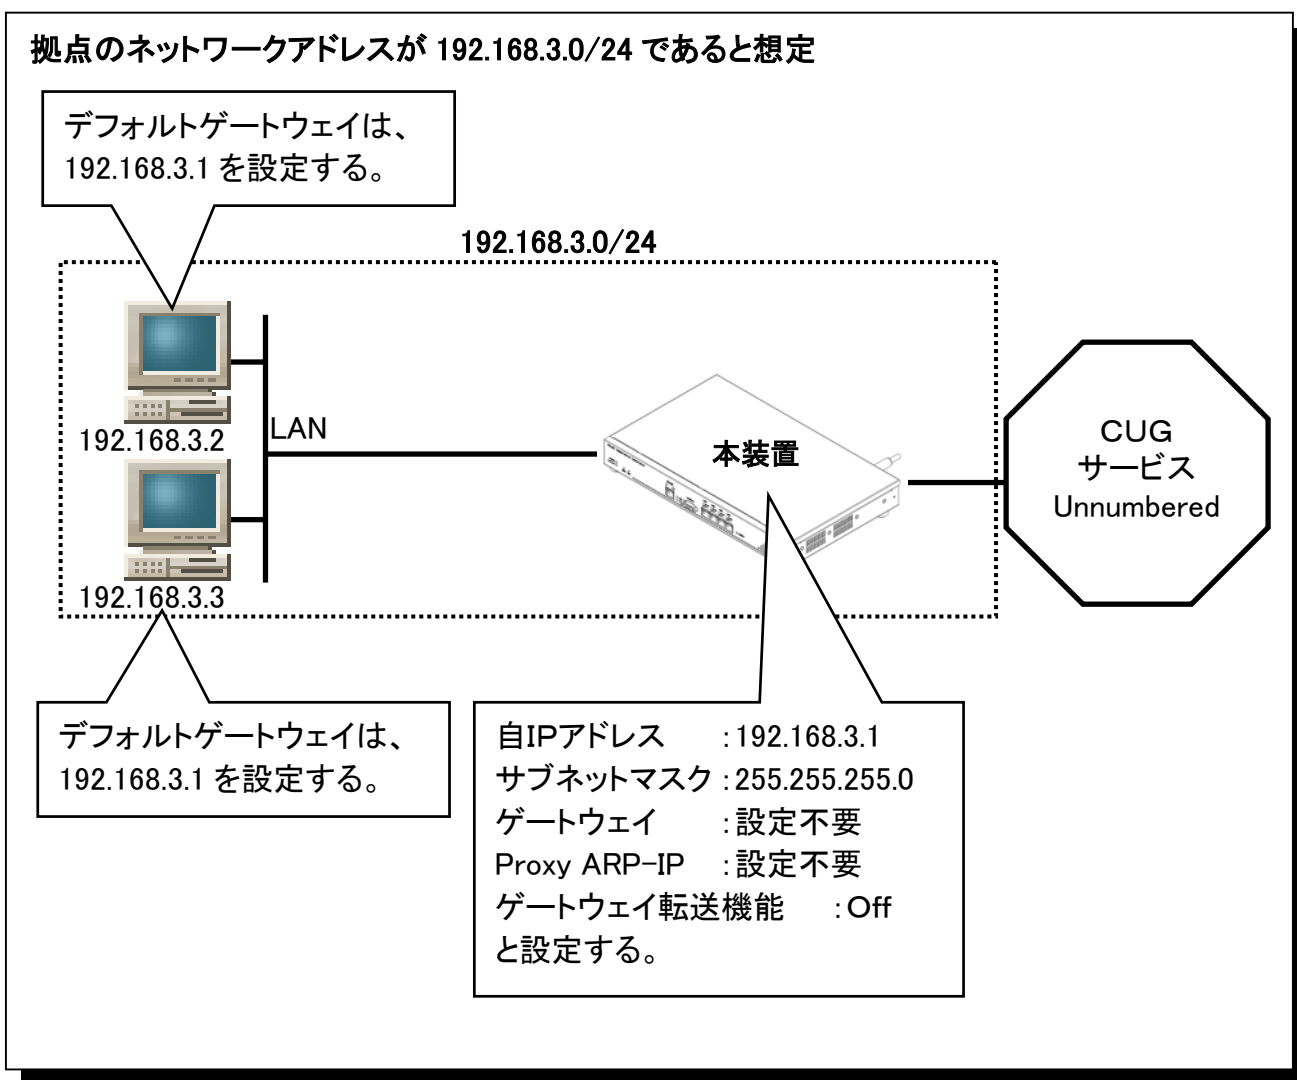 拠点のネットワークアドレスが 192.168.3.0/24 であると想定
デフォルトゲートウェイは、
192.168.3.1 を設定する。
192.168.3.0/24
192.168.3.2
LAN
本装置
CUG
サービス
Unnumbered
192.168.3.3
デフォルトゲートウェイは、
192.168.3.1 を設定する。
自IPアドレス :192.168.3.1
サブネットマスク:255.255.255.0
ゲートウェイ :設定不要
Proxy ARP-IP :設定不要
ゲートウェイ転送機能 :Off
と設定する。